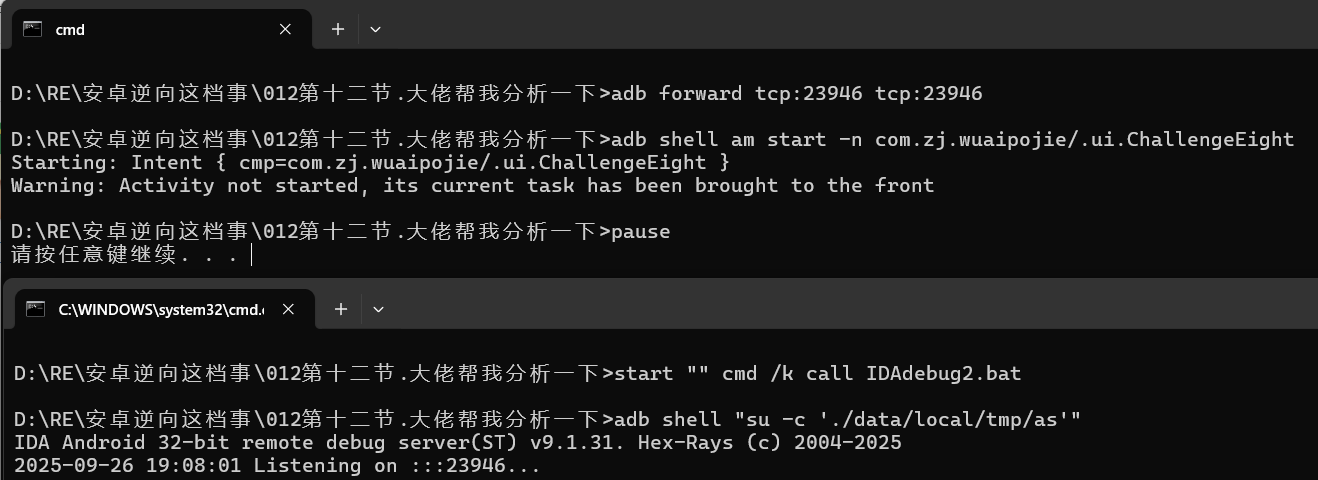 cmd
D:\RE\安卓逆向这档事\012第十二节.大佬帮我分析一下>adb forward tcp:23946 tcp:23946
D:\RE\安卓逆向这档事\012第十二节.大佬帮我分析一下>adb shell am start -n com.zj.wuaipojie/.ui.ChallengeEight
Starting: Intent { cmp=com.zj.wuaipojie/.ui.ChallengeEight }
Warning: Activity not started, its current task has been brought to the front
D:\RE\安卓逆向这档事\012第十二节.大佬帮我分析一下>pause
请按任意键继续. . .
C:\WINDOWS\system32\cmd.
D:\RE\安卓逆向这档事\012第十二节.大佬帮我分析一下>start "" cmd /k call IDAdebug2.bat
D:\RE\安卓逆向这档事\012第十二节.大佬帮我分析一下>adb shell "su -c './data/local/tmp/as'"
IDA Android 32-bit remote debug server(ST) v9.1.31. Hex-Rays (c) 2004-2025
2025-09-26 19:08:01 Listening on :::23946...